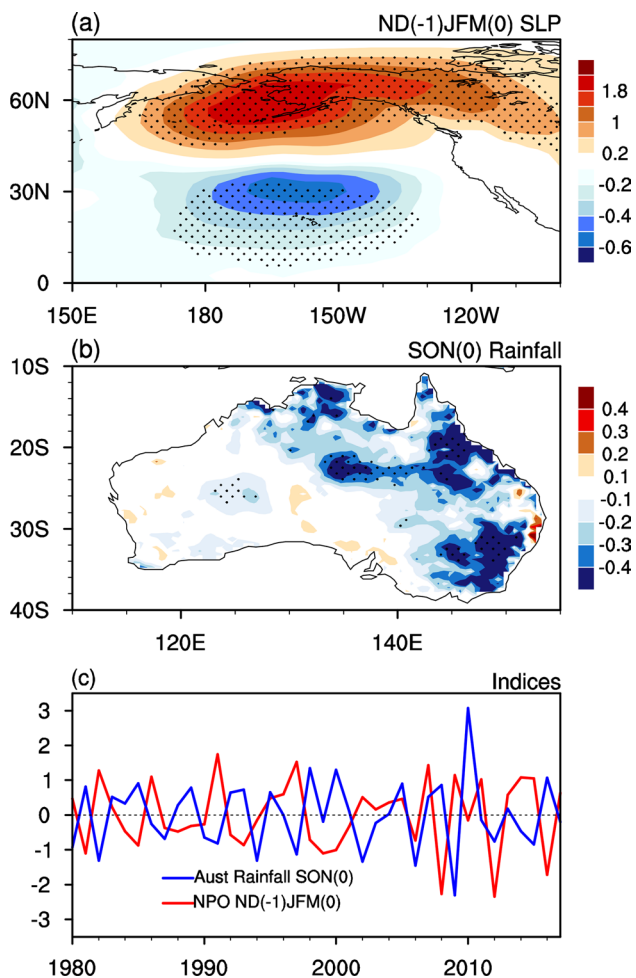 (a) ND(-1)JFM(0) SLP
60N
30N
0
150E 180 150W 120W
1.8
1
0.2
-0.2
-0.4
-0.6
(b) SON(0) Rainfall
10S
20S
30S
40S
120E 140E
0.4
0.3
0.2
0.1
-0.1
-0.2
-0.3
-0.4
(c) Indices
3
2
1
0
-1
-2
-3
Aust Rainfall SON(0)
NPO ND(-1)JFM(0)
1980 1990 2000 2010